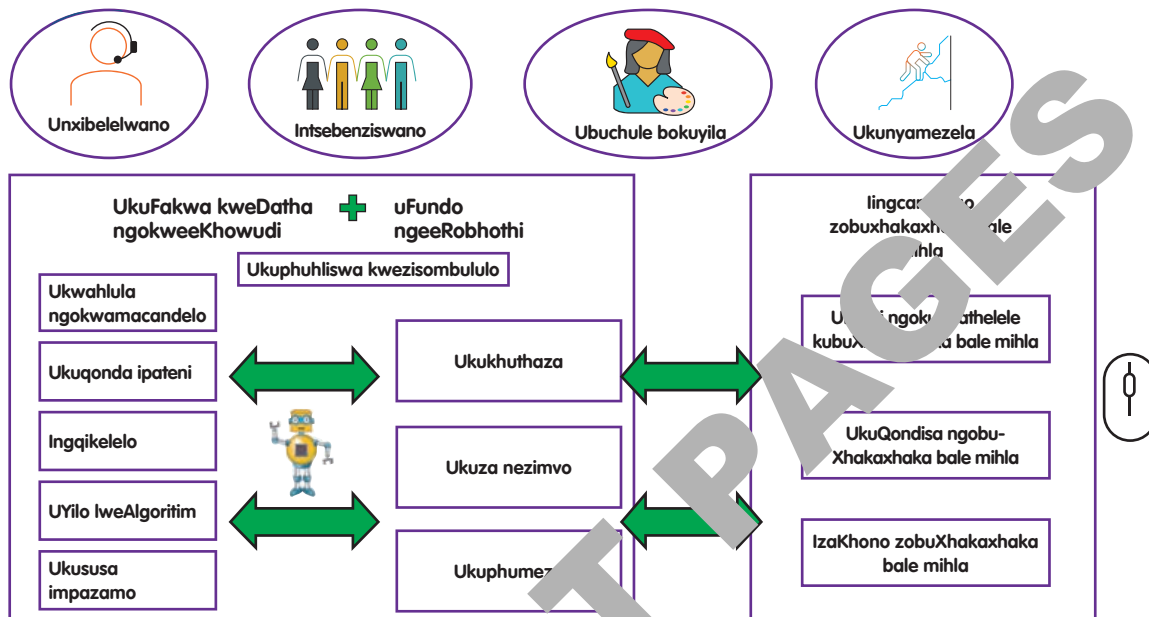 Unxibelelwano
Intsebenziswano
Ubuchule bokuyila
Ukunyamezela
UkuFakwa kweDatha
ngokweeKhowudi
uFundo
ngeeRobhothi
Ukuphuhliswa kwezisombululo
Ukwahlula
ngokwamacandelo
Ukuqonda ipateni
Ingqikelelo
UYilo lweAlgoritim
Ukususa
impazamo
Ukukhuthaza
Ukuza nezimvo
bale mihla
UkuQondisa ngobu-
Xhakaxhaka bale mihla
IzaKhono zobuXhakaxhaka
bale mihla
T PAGES